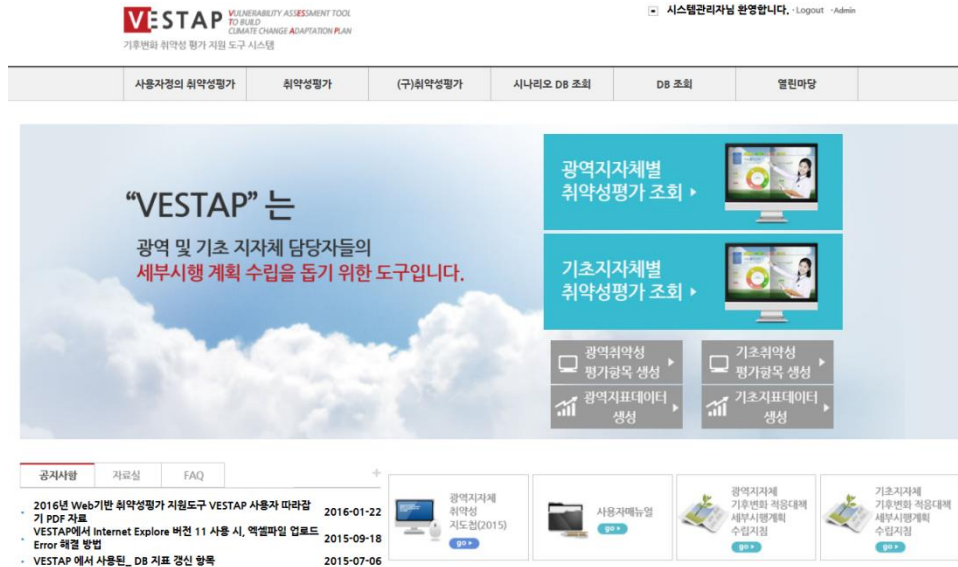 VESTAP
VULNERABILITY ASSESSMENT TOOL
TO BUILD
CLIMATE CHANGE ADAPTATION PLAN
기후변화 취약성 평가 지원 도구 시스템
시스템관리자님 환영합니다. ·Logout ·Admin
사용자정의 취약성평가
취약성평가
(구)취약성평가
시나리오 DB 조회
DB 조회
열린마당
“VESTAP” 는
광역 및 기초 지자체 담당자들의
세부시행 계획 수립을 돕기 위한 도구입니다.
광역지자체별
취약성평가 조회
기초지자체별
취약성평가 조회
광역취약성
평가항목 생성
기초취약성
평가항목 생성
광역지표데이터
생성
기초지표데이터
생성
공지사항
자료실
FAQ
2016년 Web기반 취약성평가 지원도구 VESTAP 사용자 따라잡
기 PDF 자료
2016-01-22
VESTAP에서 Internet Explore 버전 11 사용 시, 엑셀파일 업로드
Error 해결 방법
2015-09-18
VESTAP 에서 사용된_ DB 지표 갱신 항목
2015-07-06
광역지자체
취약성
지도첩(2015)
go
사용자매뉴얼
go
광역지자체
기후변화 적응대책
세부시행계획
수립지침
go
기초지자체
기후변화 적응대책
세부시행계획
수립지침
go